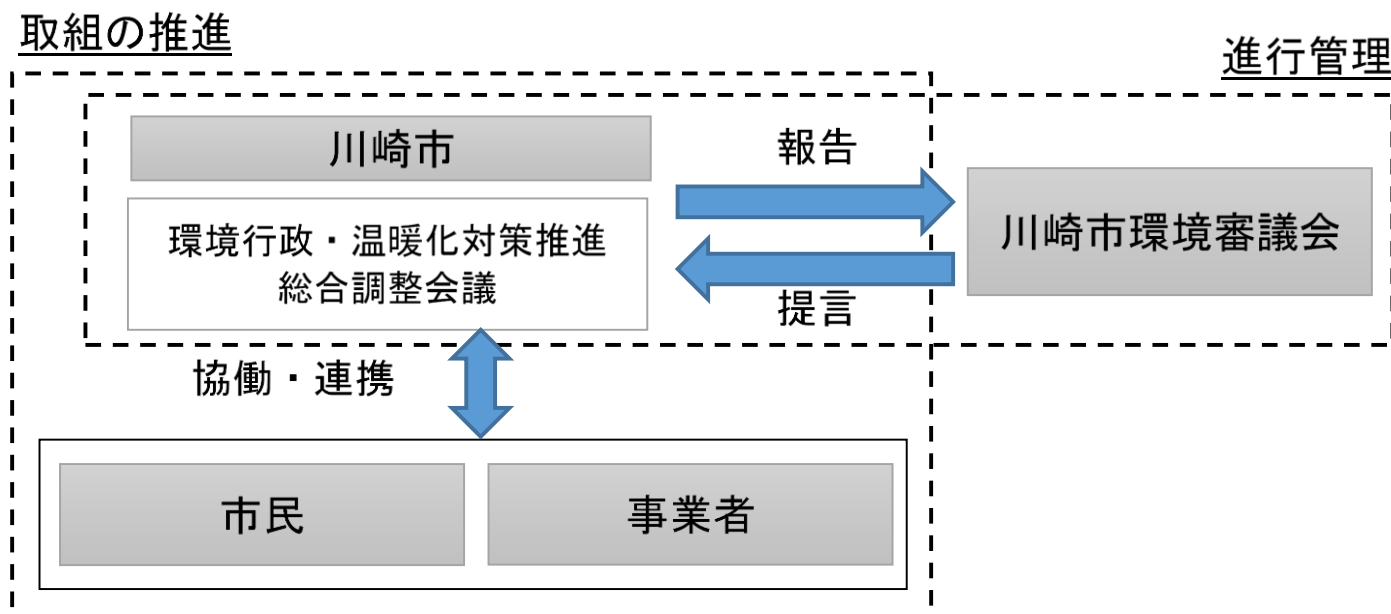 取組の推進
進行管理
川崎市
報告
環境行政・温暖化対策推進
総合調整会議
川崎市環境審議会
提言
協働・連携
市民
事業者